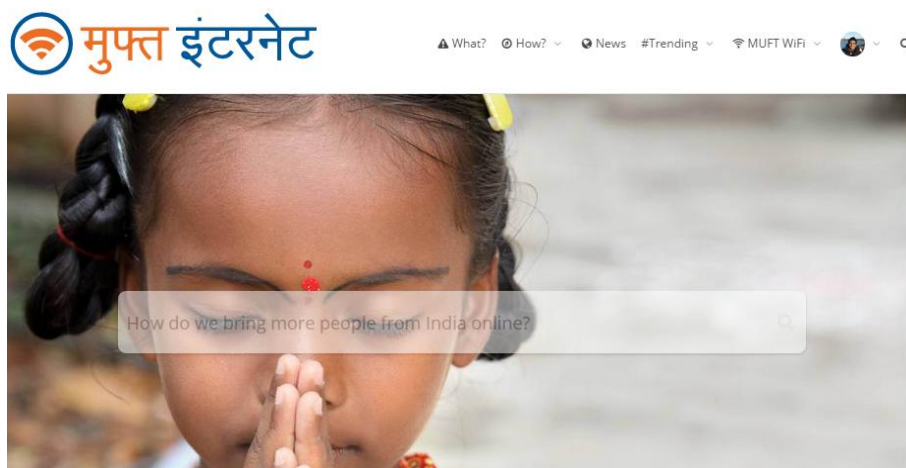 मुफ्त इंटरनेट
What? How? News #Trending MUFT WiFi
How do we bring more people from India online?